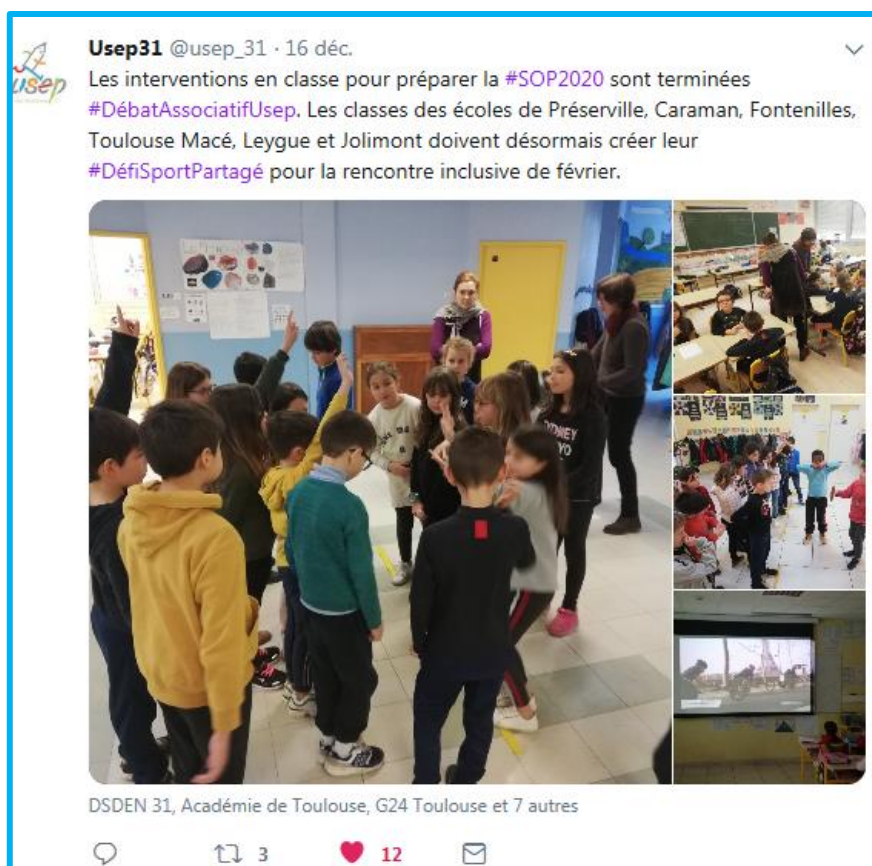 Usep31 @usep_31 · 16 déc.
usep
Les interventions en classe pour préparer la #SOP2020 sont terminées
#DébatAssociatifUsep. Les classes des écoles de Préserville, Caraman, Fontenilles,
Toulouse Macé, Leygue et Jolimont doivent désormais créer leur
#DéfiSportPartagé pour la rencontre inclusive de février.
DSDEN 31, Académie de Toulouse, G24 Toulouse et 7 autres
3 12